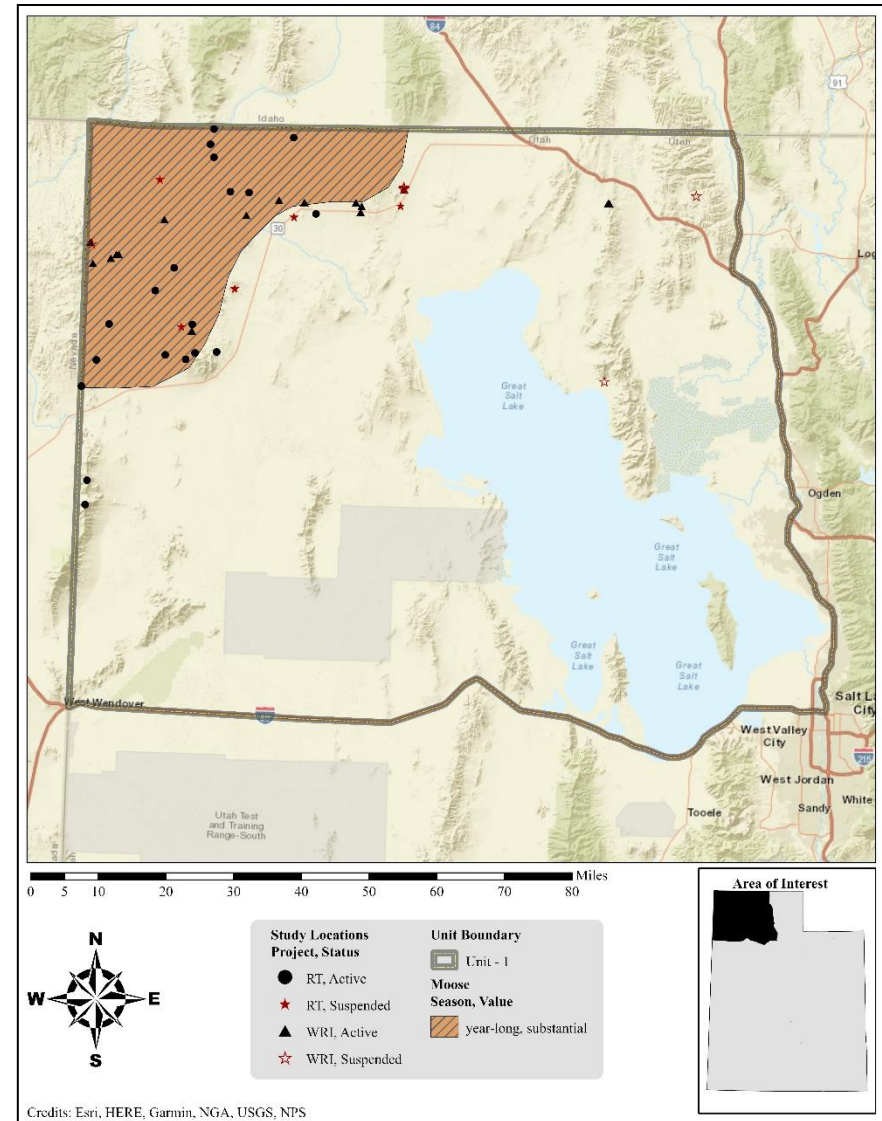 84
91
Idaho
Utah
Utah
30
Log
Nevada
Great
Salt
Lake
Ogden
Great
Salt
Lake
Great
Salt
Lake
Great
Salt
Lake
West Wendover
80
Salt La
City
West Valley
City
215
West Jordan
White
Sandy
Tooele
Utah Test
and Training
Range-South
0 5 10 20 30 40 50 60 70 80 Miles
Area of Interest
N
W E
S
Study Locations
Project, Status
RT, Active
RT, Suspended
WRI, Active
WRI, Suspended
Unit Boundary
Unit - 1
Moose
Season, Value
year-long, substantial
Credits: Esri, HERE, Garmin, NGA, USGS, NPS